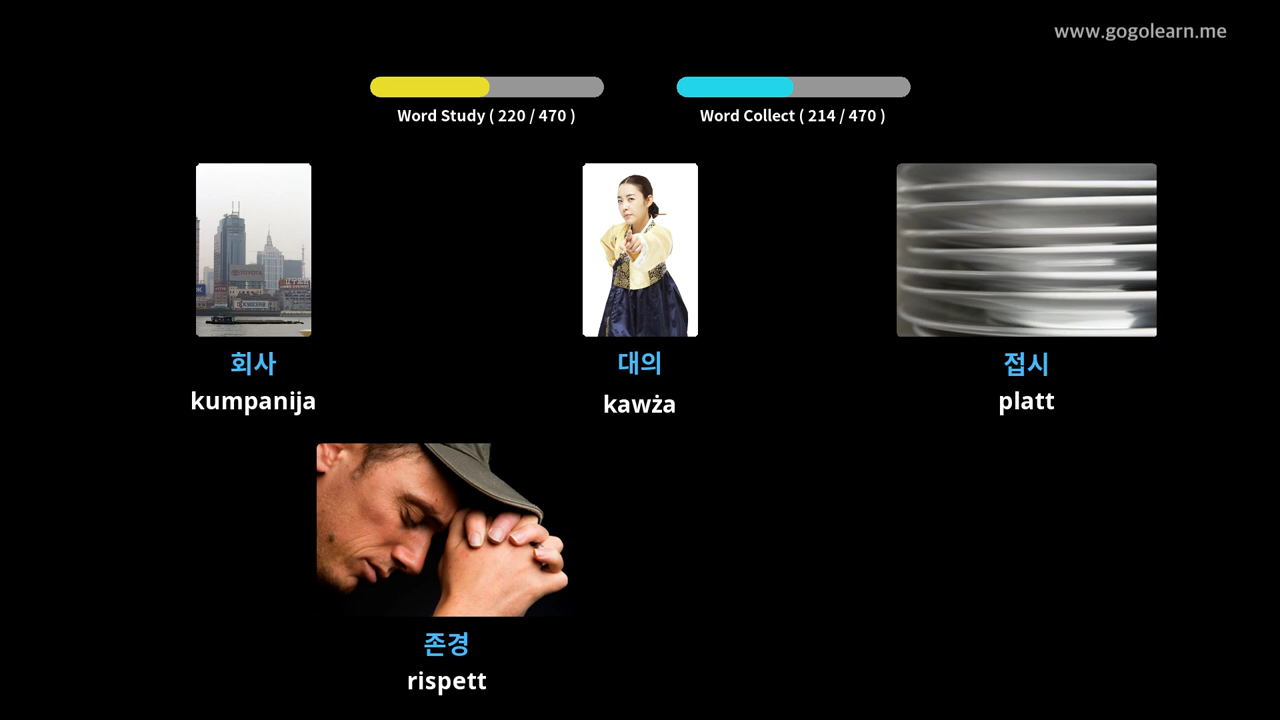 www.gogolearn.me
Word Study ( 220 / 470 )
Word Collect ( 214 / 470 )
TOYOTA
회사
kumpanija
대의
kawża
접시
platt
존경
rispett